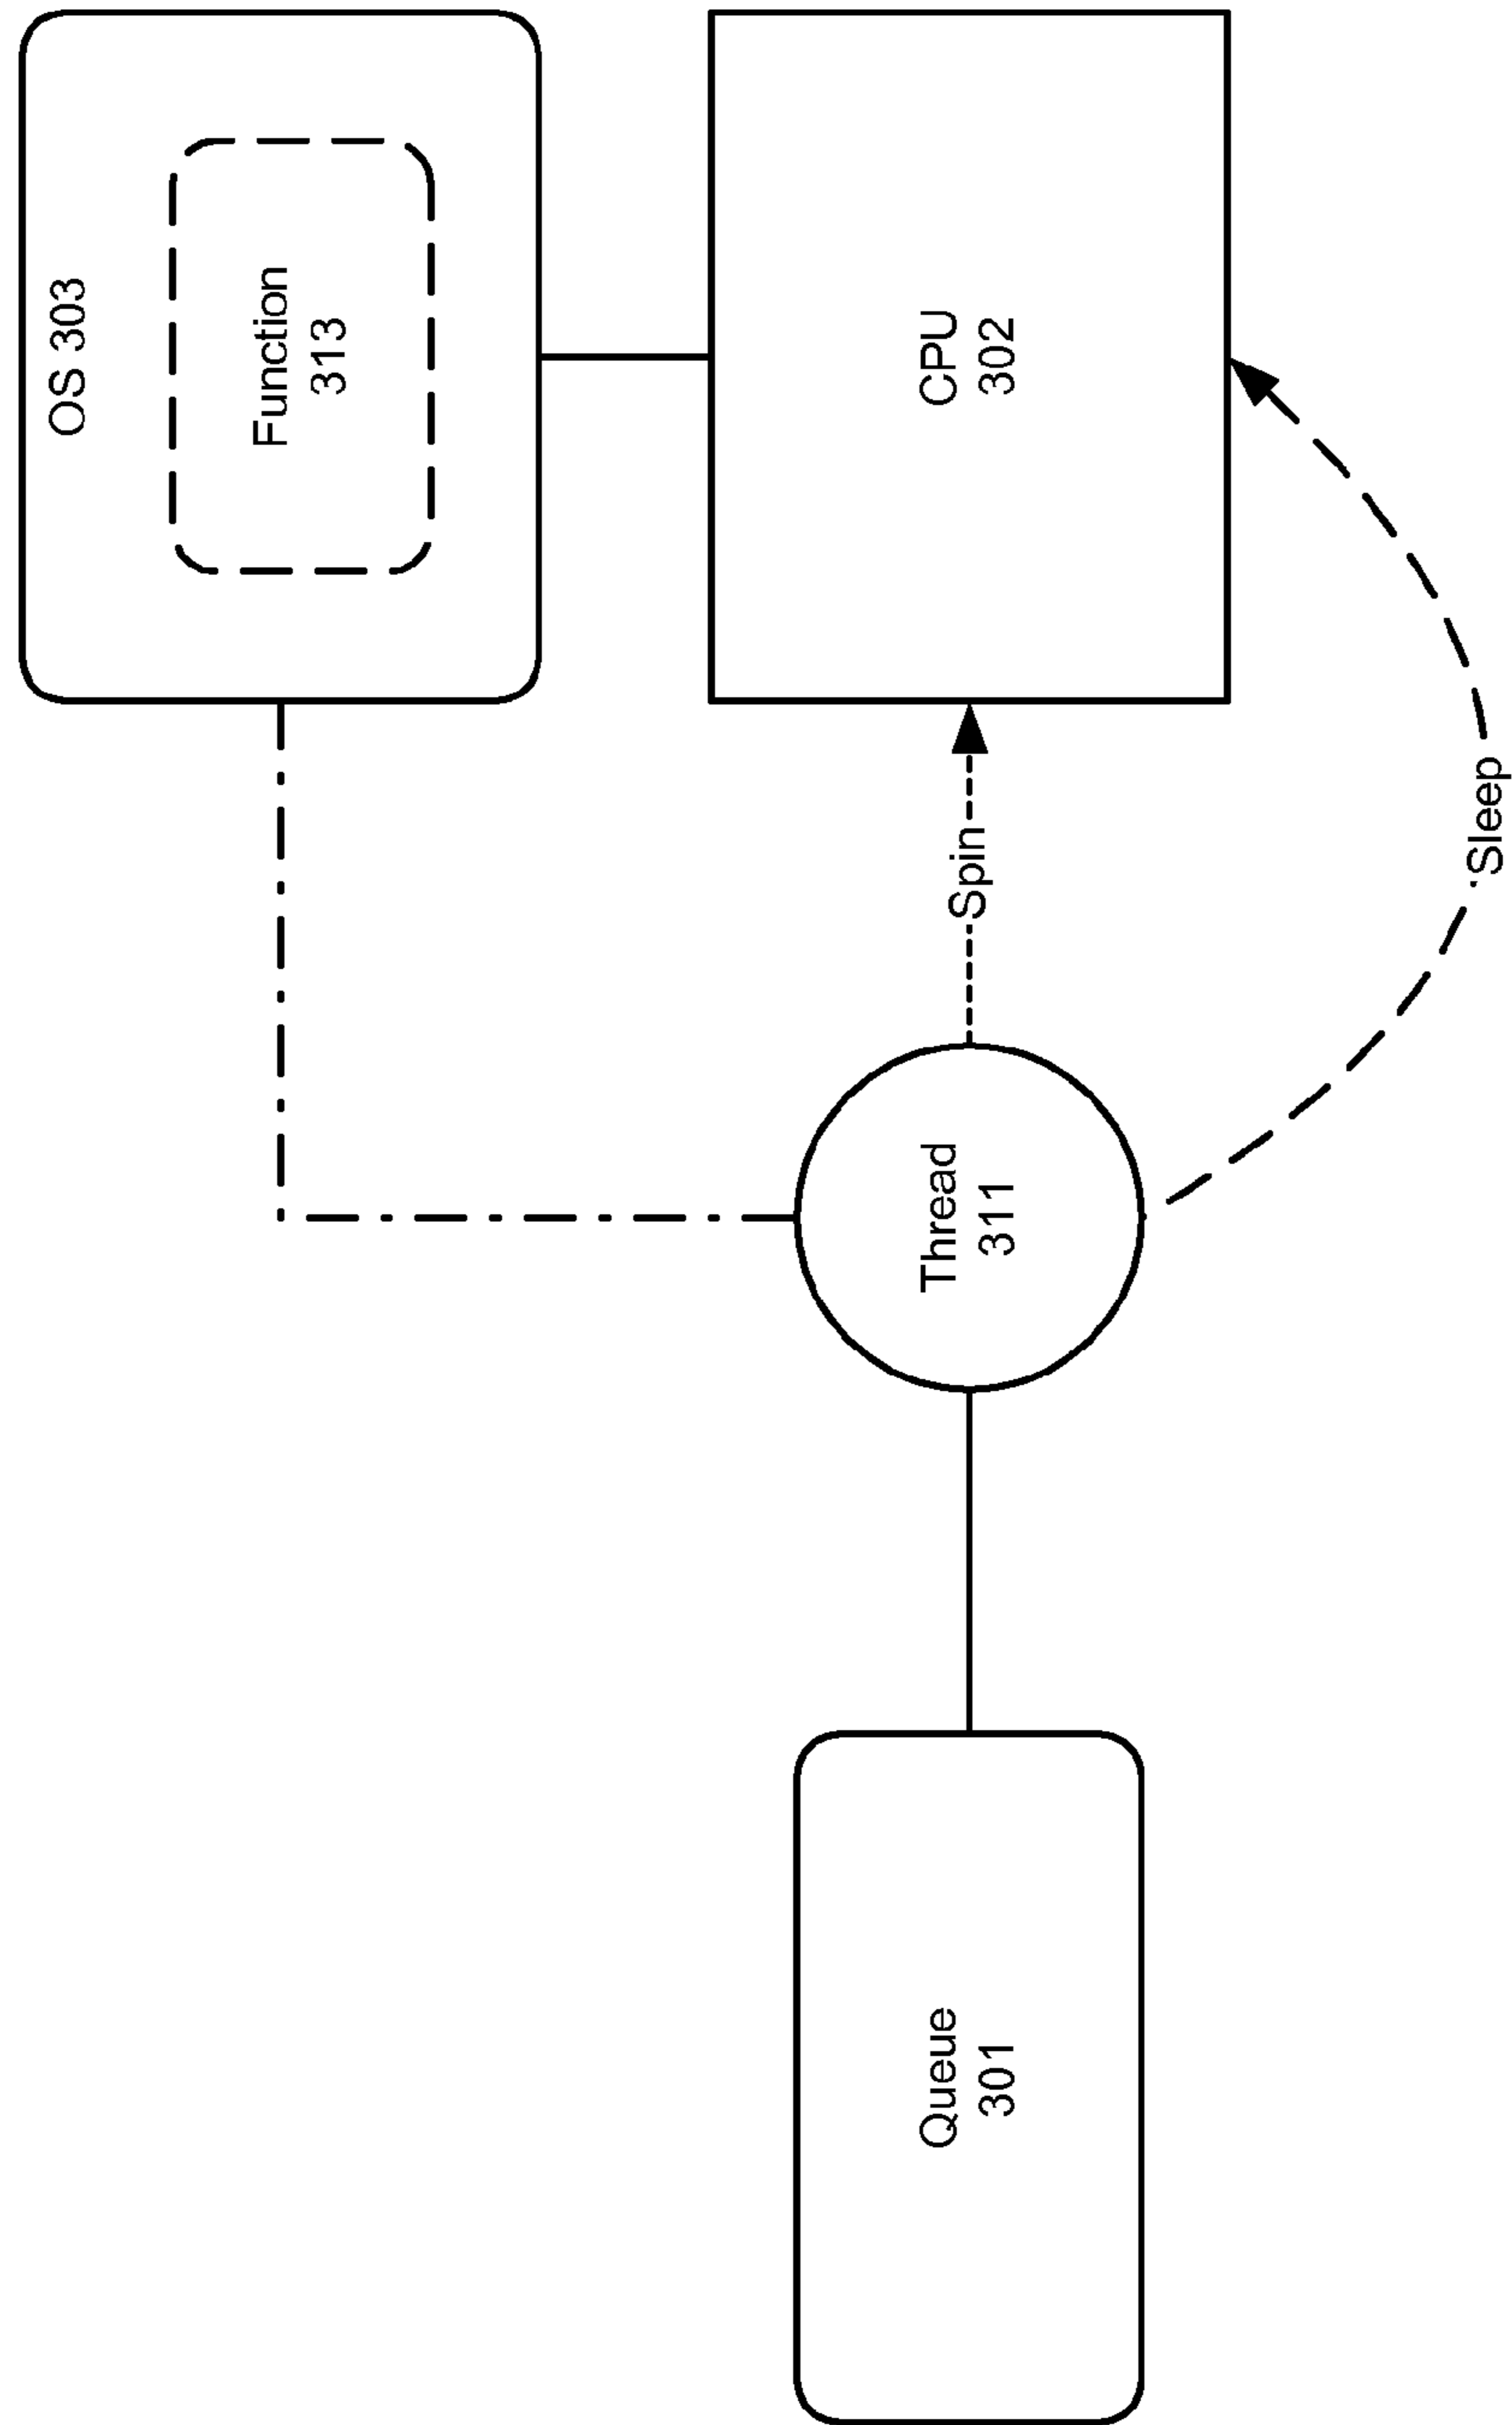 OS 303
Function
313
Queue
301
Thread
311
Spin
CPU
302
Sleep